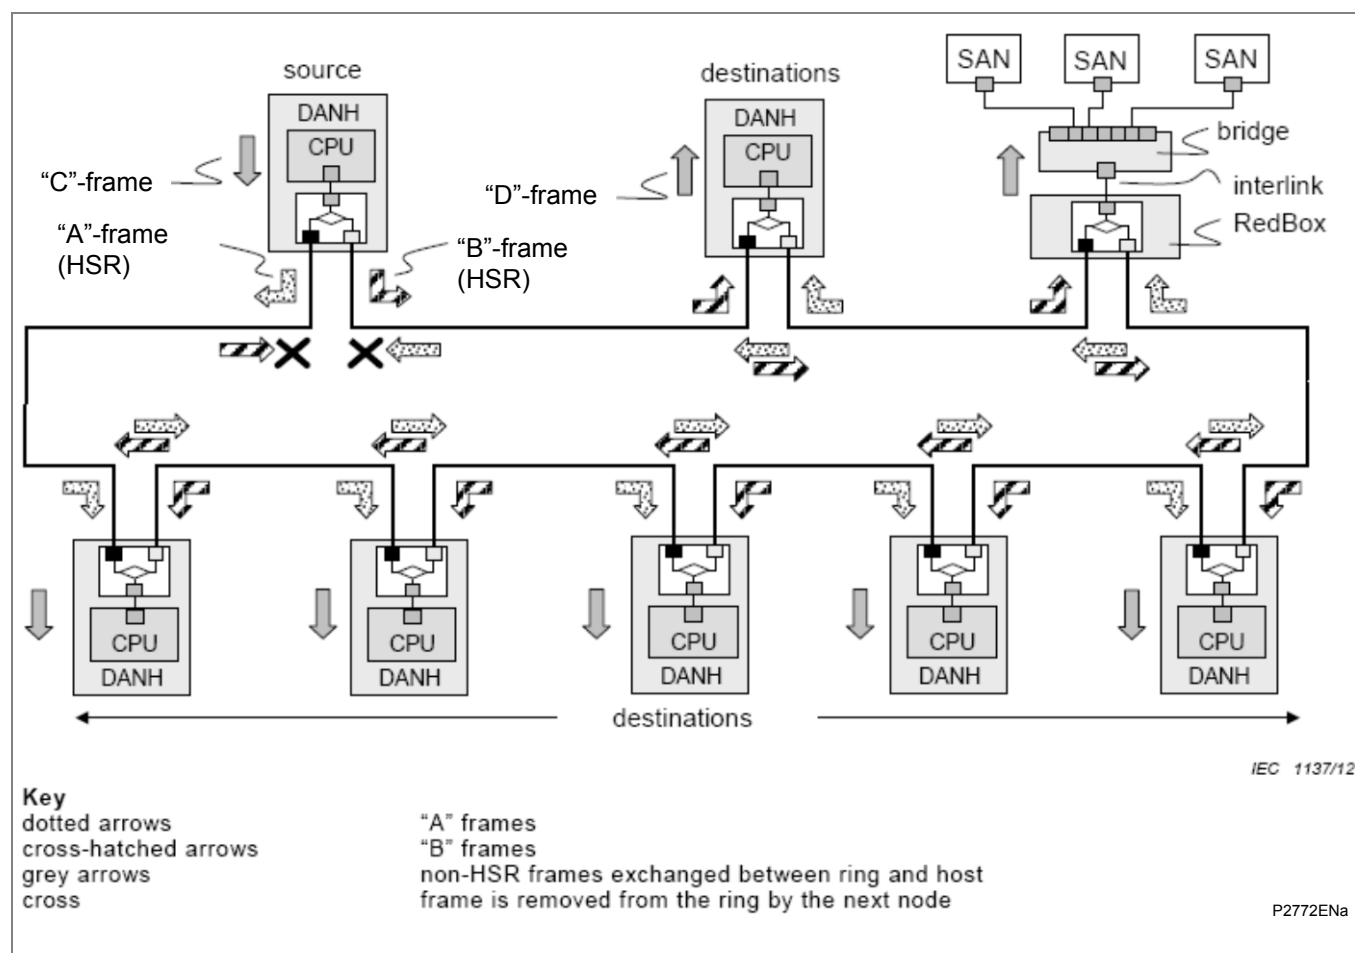 source
destinations
SAN
SAN
SAN
DANH
CPU
DANH
CPU
bridge
interlink
RedBox
“C”-frame
“A”-frame
(HSR)
“B”-frame
(HSR)
“D”-frame
CPU
DANH
CPU
DANH
CPU
DANH
CPU
DANH
CPU
DANH
destinations
IEC 1137/12
Key
dotted arrows “A” frames
cross-hatched arrows “B” frames
grey arrows non-HSR frames exchanged between ring and host
cross frame is removed from the ring by the next node
P2772ENa